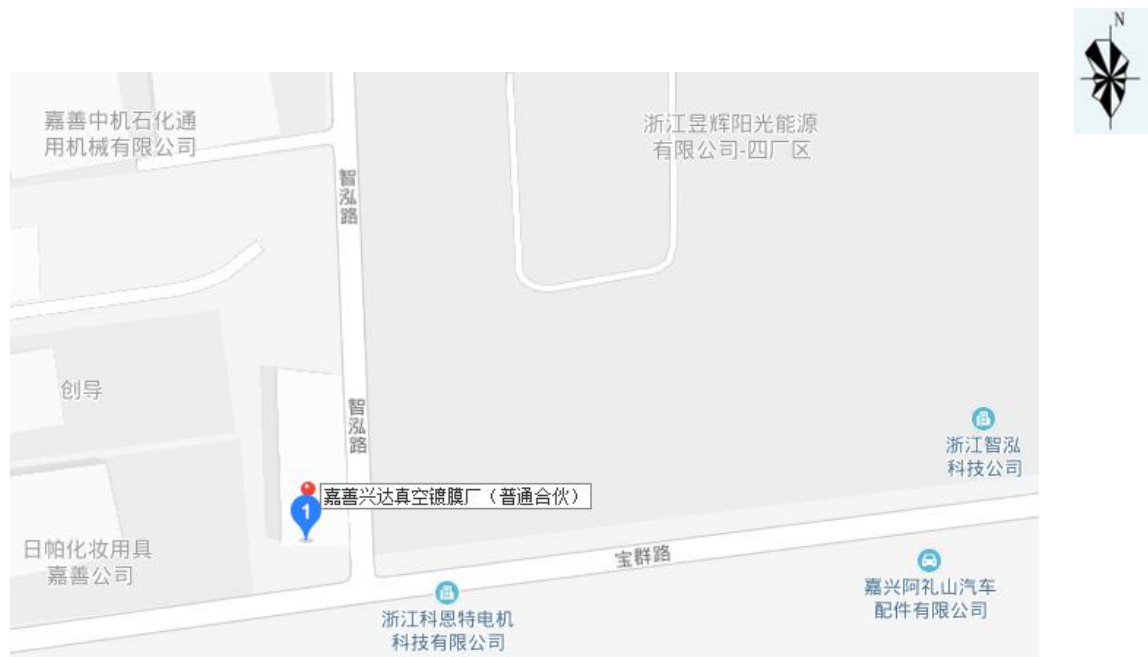 N
嘉善中机石化通
用机械有限公司
浙江昱辉阳光能源
有限公司-四厂区
智泓路
创导
智泓路
浙江智泓
科技公司
嘉善兴达真空镀膜厂（普通合伙）
1
日帕化妆用具
嘉善公司
宝群路
嘉兴阿礼山汽车
配件有限公司
浙江科恩特电机
科技有限公司